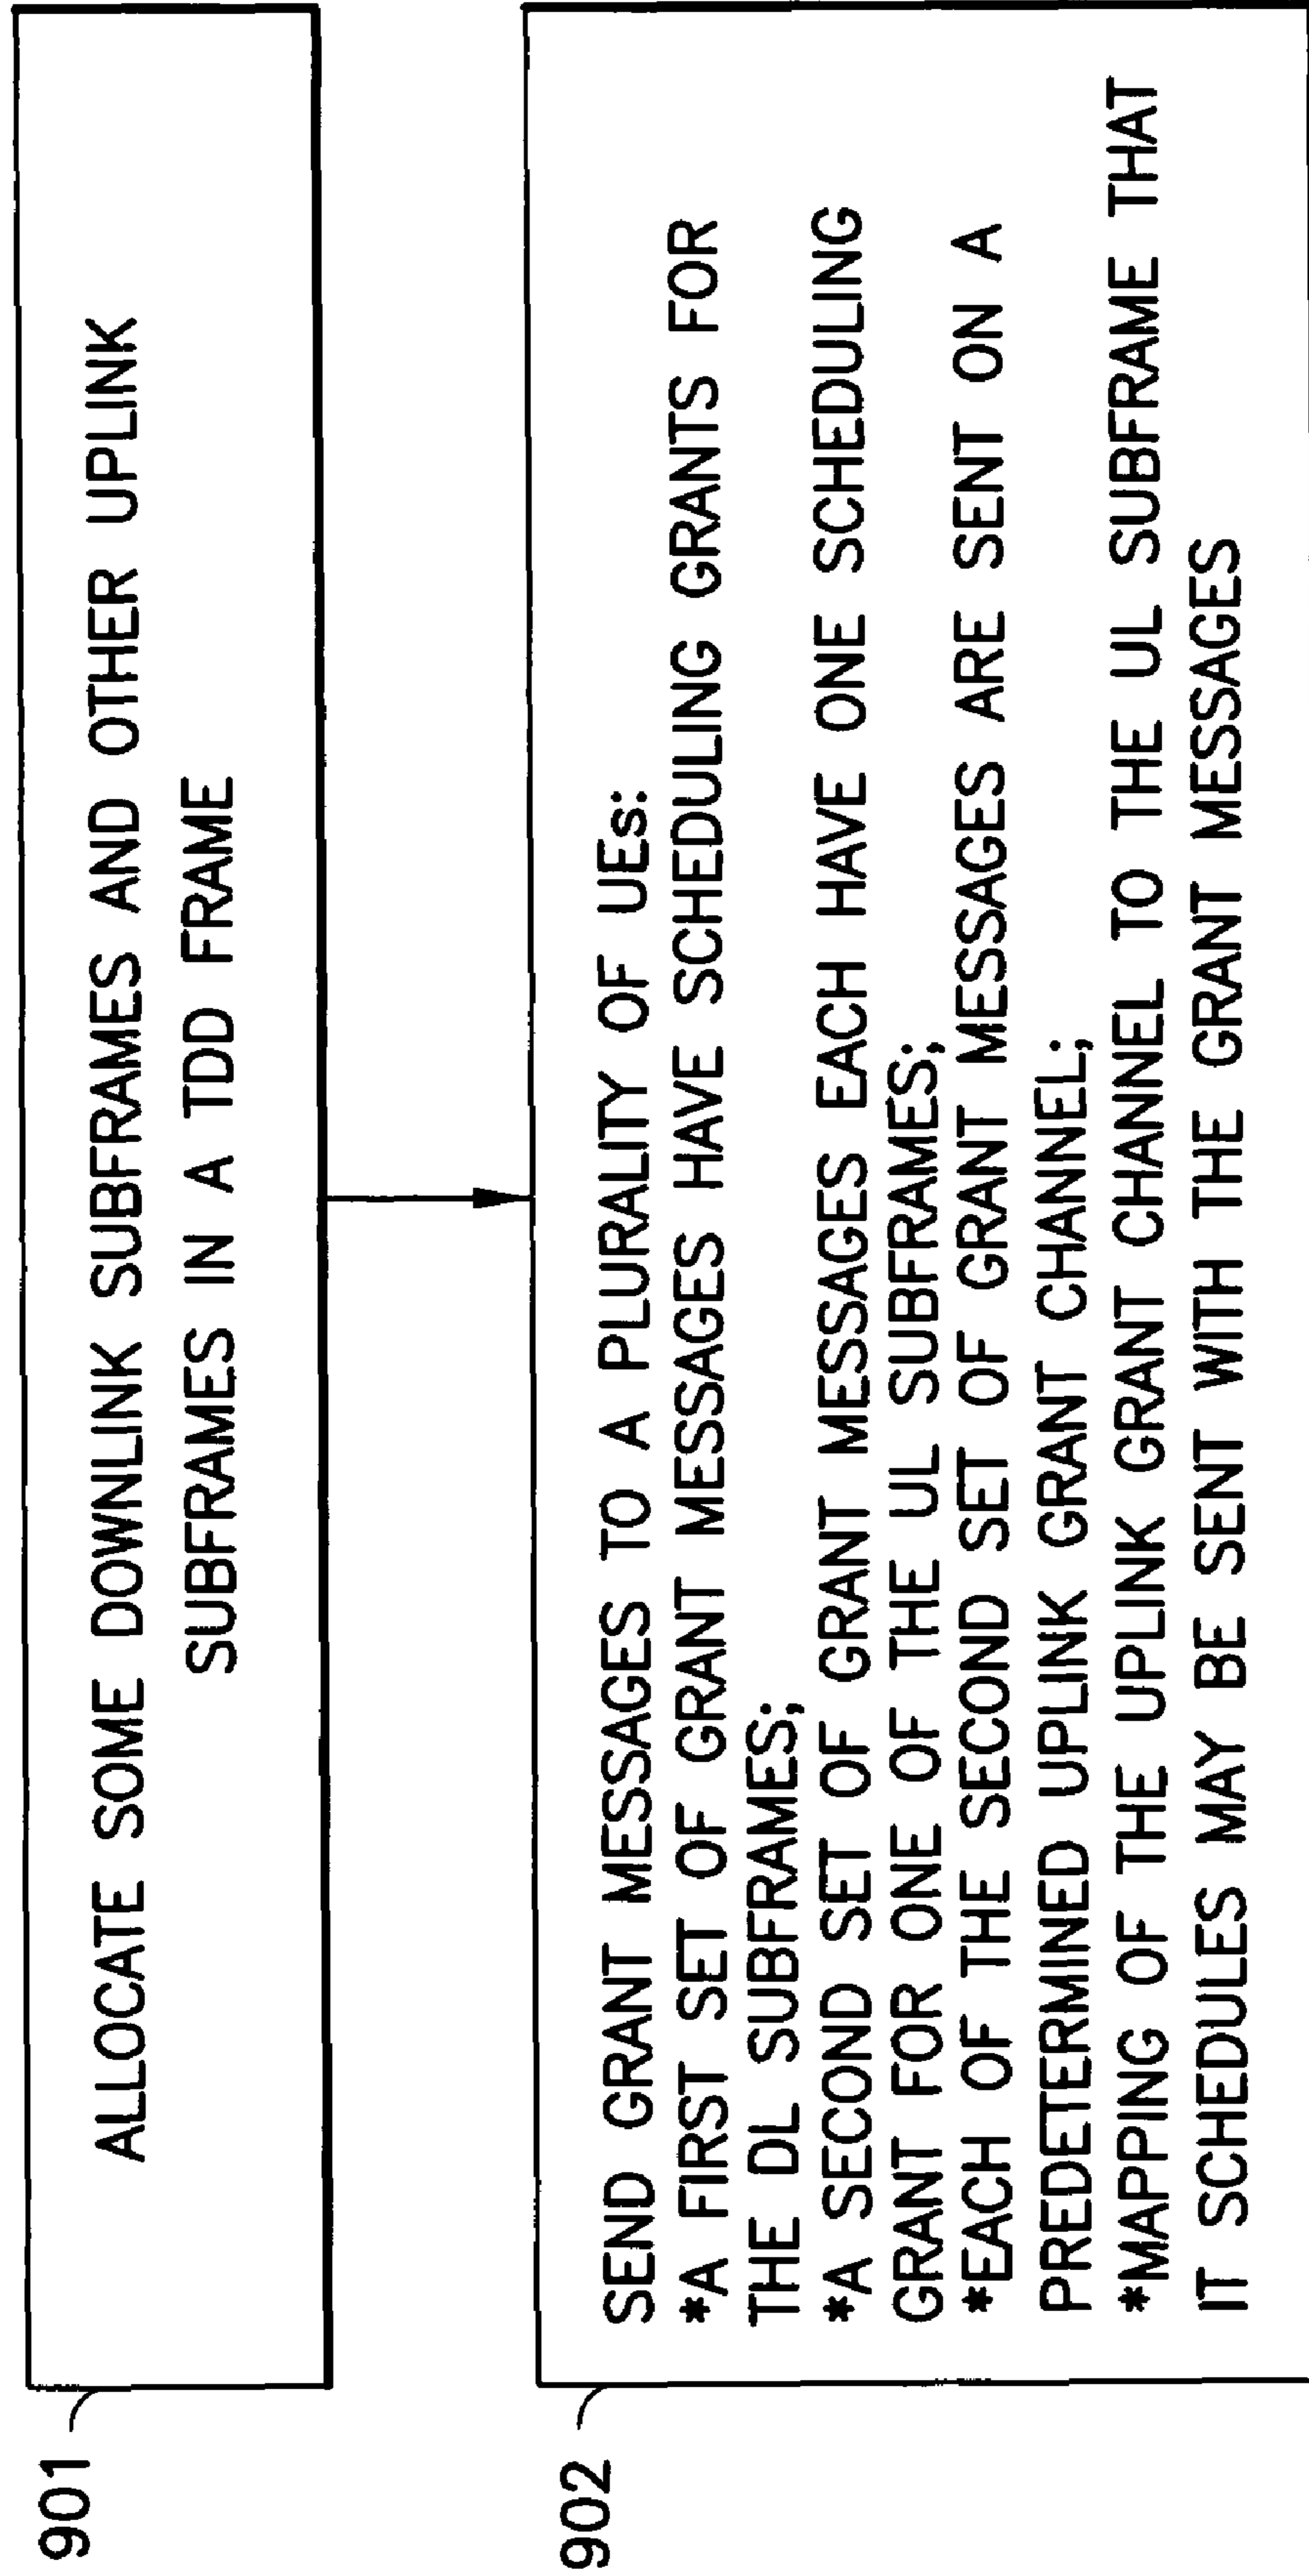 901
ALLOCATE SOME DOWNLINK SUBFRAMES AND OTHER UPLINK
SUBFRAMES IN A TDD FRAME
902
SEND GRANT MESSAGES TO A PLURALITY OF UEs:
*A FIRST SET OF GRANT MESSAGES HAVE SCHEDULING GRANTS FOR
THE DL SUBFRAMES;
*A SECOND SET OF GRANT MESSAGES EACH HAVE ONE SCHEDULING
GRANT FOR ONE OF THE UL SUBFRAMES;
*EACH OF THE SECOND SET OF GRANT MESSAGES ARE SENT ON A
PREDETERMINED UPLINK GRANT CHANNEL;
*MAPPING OF THE UPLINK GRANT CHANNEL TO THE UL SUBFRAME THAT
IT SCHEDULES MAY BE SENT WITH THE GRANT MESSAGES